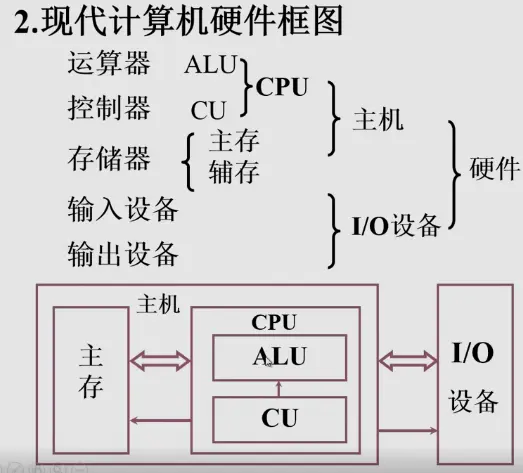 2.现代计算机硬件框图
运算器 ALU
CPU
控制器 CU
主机
存储器 主存
辅存
硬件
输入设备
I/O设备
输出设备
主机
CPU
主存
ALU
I/O
设备
CU